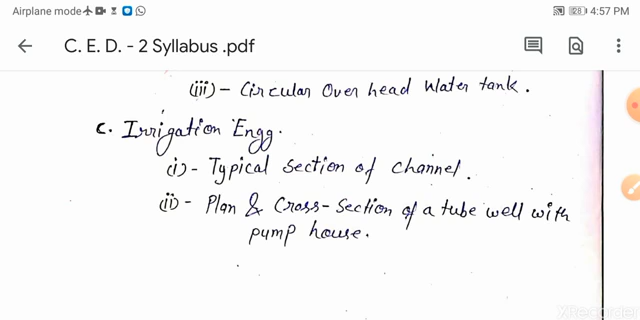 Airplane mode 28 4:57 PM
C. E. D. - 2 Syllabus .pdf
(iii) - Circular Over head Water tank.
C. Irrigation Engg.
(i) - Typical section of channel.
(ii) - Plan & Cross-Section of a tube well with
pump house.
XRecorder